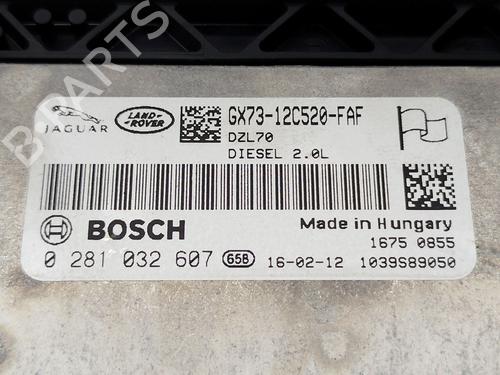 JAGUAR
LAND-
ROVER
GX73-12C520-FAF
DZL70
DIESEL 2.0L
BOSCH
Made in Hungary
1675 0855
0 281 032 607 65B 16-02-12 1039S89050
B-PARTS